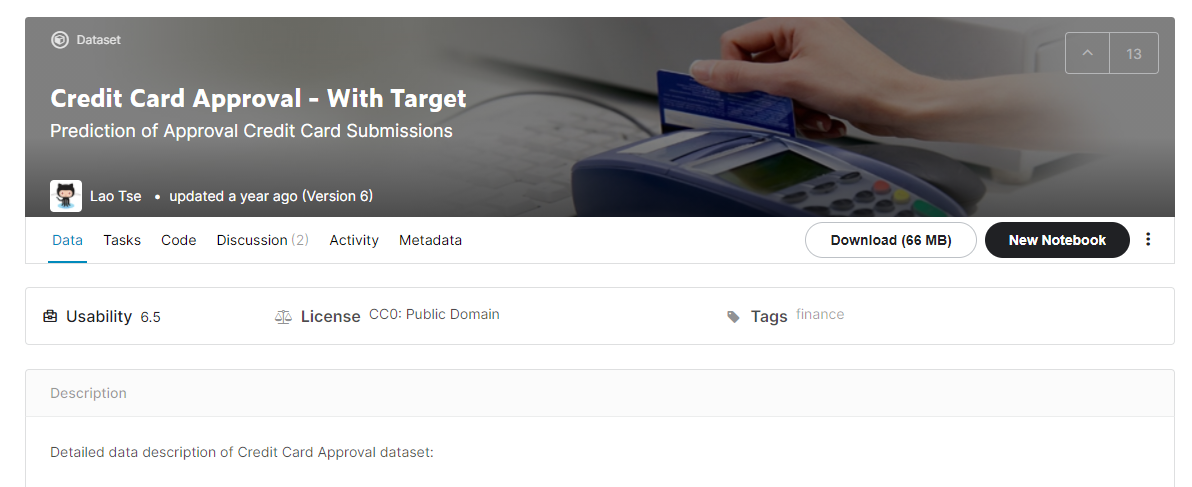 Dataset
13
Credit Card Approval - With Target
Prediction of Approval Credit Card Submissions
Lao Tse • updated a year ago (Version 6)
Data Tasks Code Discussion (2) Activity Metadata Download (66 MB) New Notebook
Usability 6.5 License CC0: Public Domain Tags finance
Description
Detailed data description of Credit Card Approval dataset: